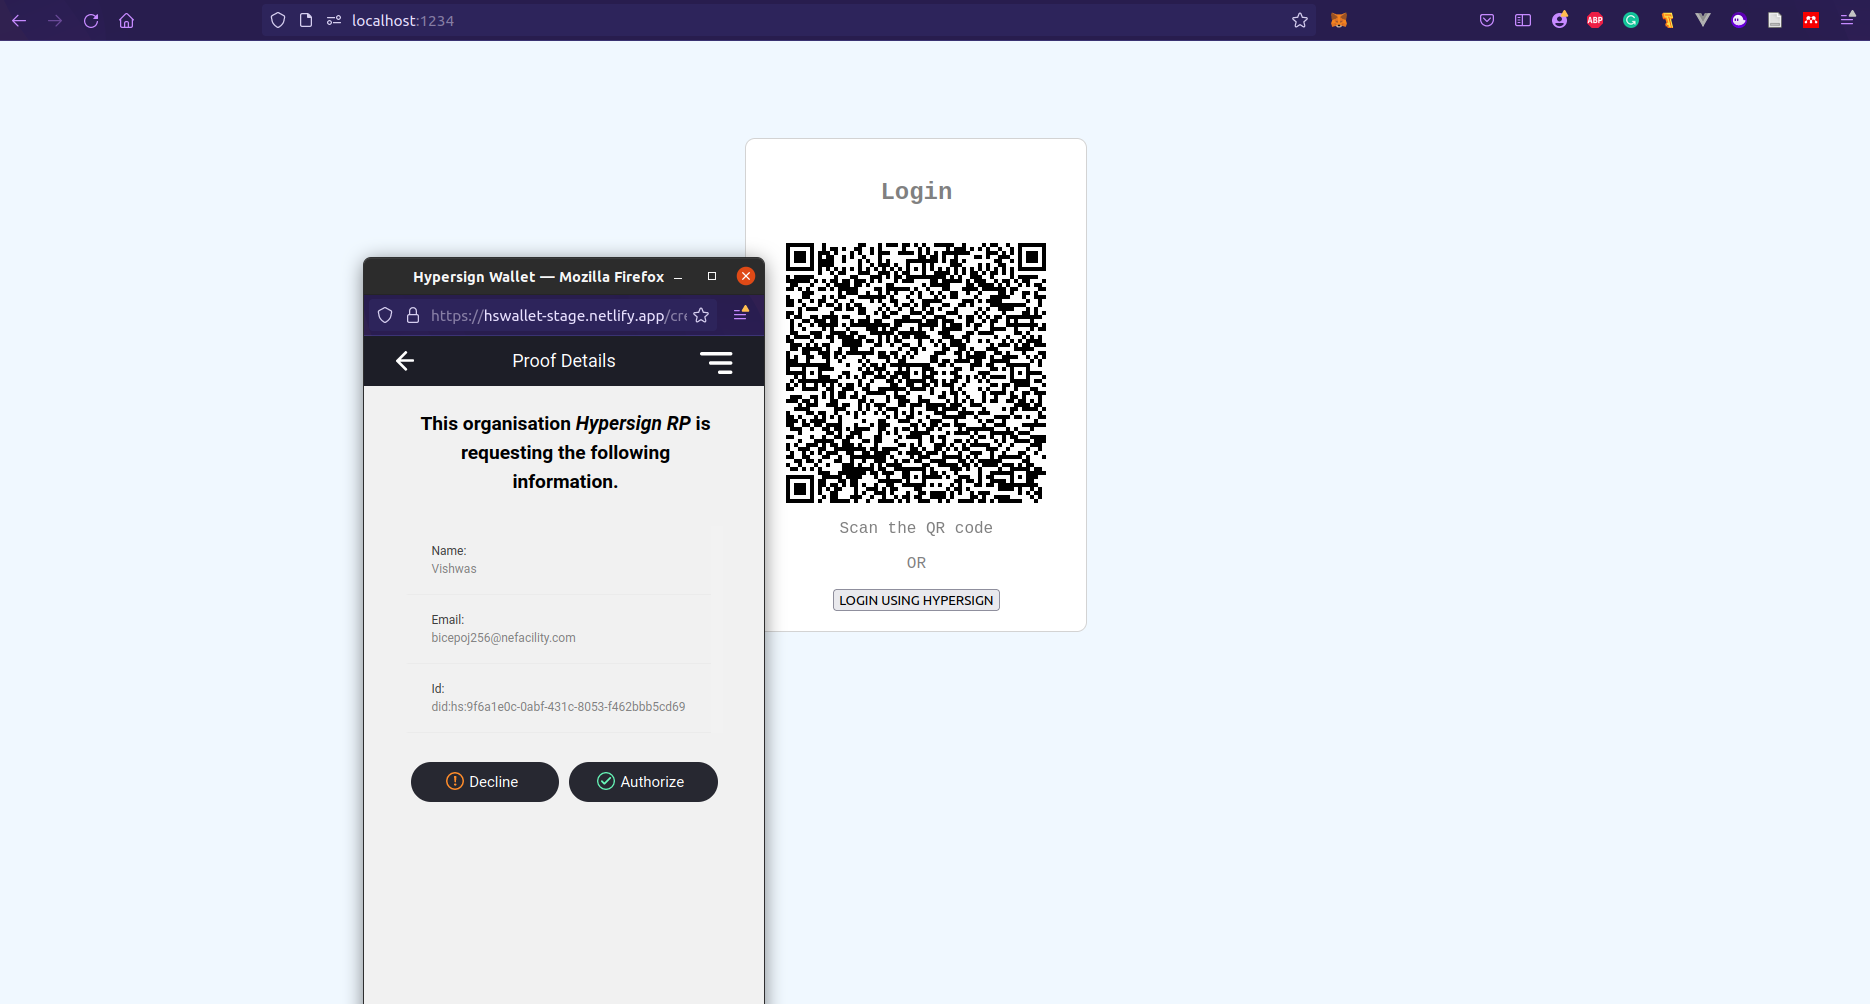 localhost:1234
ABP
Login
Scan the QR code
OR
LOGIN USING HYPERSIGN
Hypersign Wallet — Mozilla Firefox
https://hswallet-stage.netlify.app/cre
Proof Details
This organisation Hypersign RP is
requesting the following
information.
Name:
Vishwas
Email:
bicepoj256@nefacility.com
Id:
did:hs:9f6a1e0c-0abf-431c-8053-f462bbb5cd69
Decline
Authorize